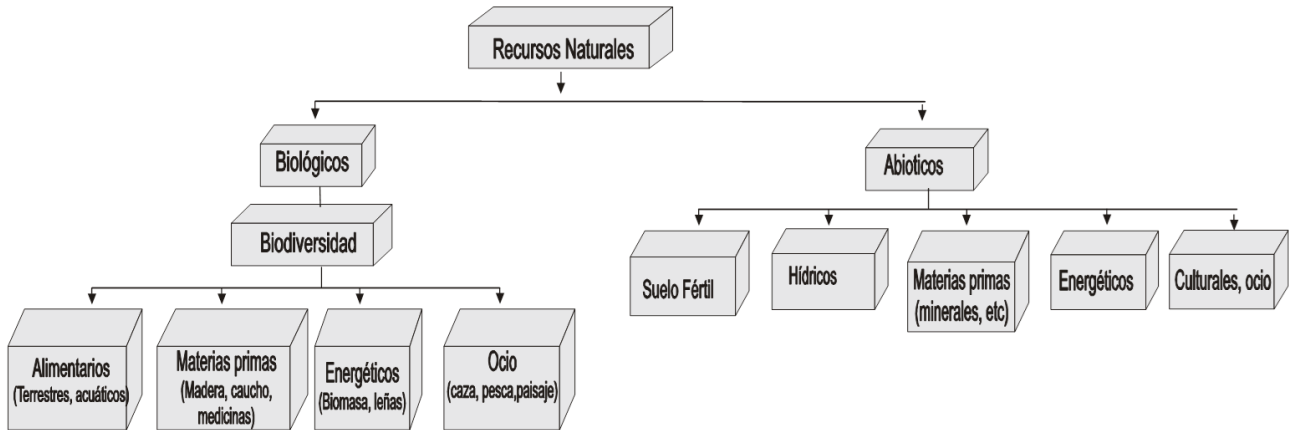 Recursos Naturales
Biológicos
Abioticos
Biodiversidad
Suelo Fértil
Hídricos
Materias primas
(minerales, etc)
Energéticos
Culturales, ocio
Alimentarios
(Terrestres, acuáticos)
Materias primas
(Madera, caucho,
medicinas)
Energéticos
(Biomasa, leñas)
Ocio
(caza, pesca,paisaje)